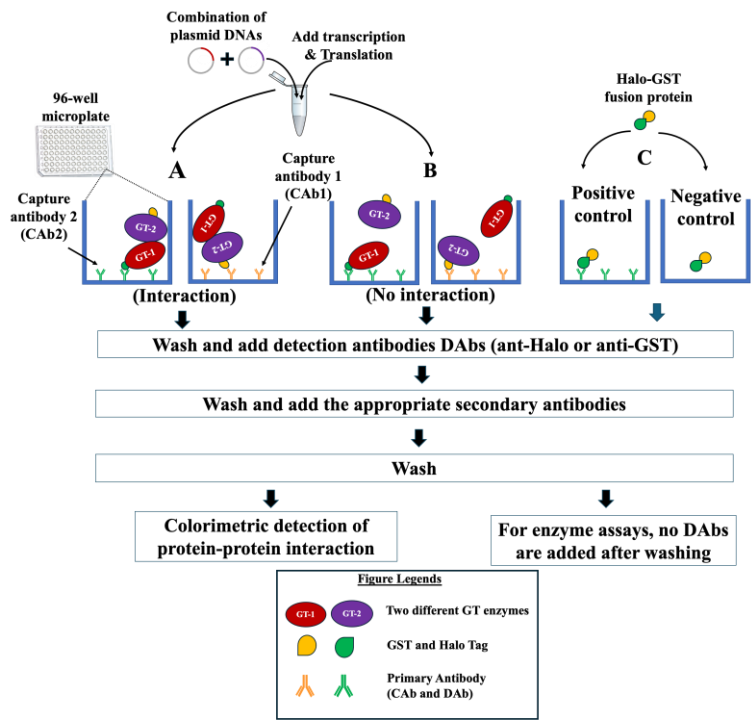 Combination of
plasmid DNAs
Add transcription
& Translation
+
96-well
microplate
Halo-GST
fusion protein
A
B
C
Capture
antibody 1
(CAb1)
Capture
antibody 2
(CAb2)
Positive
control
Negative
control
GT-2
GT-1
GT-1
GT-2
GT-2
GT-1
GT-1
GT-2
(Interaction)
(No interaction)
Wash and add detection antibodies DAbs (ant-Halo or anti-GST)
Wash and add the appropriate secondary antibodies
Wash
Colorimetric detection of
protein-protein interaction
For enzyme assays, no DAbs
are added after washing
Figure Legends
GT-1
GT-2
Two different GT enzymes
GST and Halo Tag
Primary Antibody
(CAb and DAb)